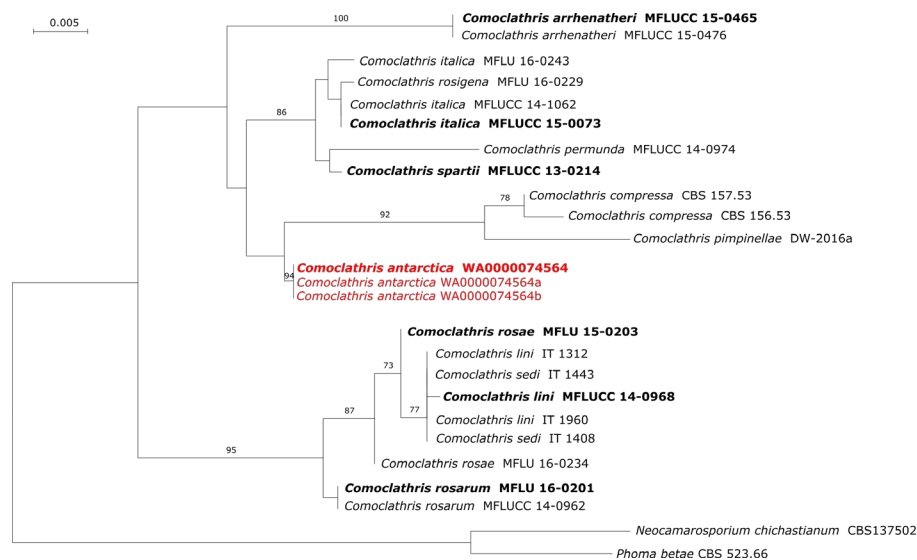 0.005
100
Comoclathris arrhenatheri MFLUCC 15-0465
Comoclathris arrhenatheri MFLUCC 15-0476
Comoclathris italica MFLU 16-0243
Comoclathris rosigena MFLU 16-0229
86
Comoclathris italica MFLUCC 14-1062
Comoclathris italica MFLUCC 15-0073
Comoclathris permunda MFLUCC 14-0974
Comoclathris spartii MFLUCC 13-0214
78
Comoclathris compressa CBS 157.53
92
Comoclathris compressa CBS 156.53
Comoclathris pimpinellae DW-2016a
Comoclathris antarctica WA0000074564
94
Comoclathris antarctica WA0000074564a
Comoclathris antarctica WA0000074564b
Comoclathris rosae MFLU 15-0203
Comoclathris lini IT 1312
73
Comoclathris sedi IT 1443
Comoclathris lini MFLUCC 14-0968
87
77
Comoclathris lini IT 1960
Comoclathris sedi IT 1408
95
Comoclathris rosae MFLU 16-0234
Comoclathris rosarum MFLU 16-0201
Comoclathris rosarum MFLUCC 14-0962
Neocamarosporium chichastianum CBS137502
Phoma betae CBS 523.66